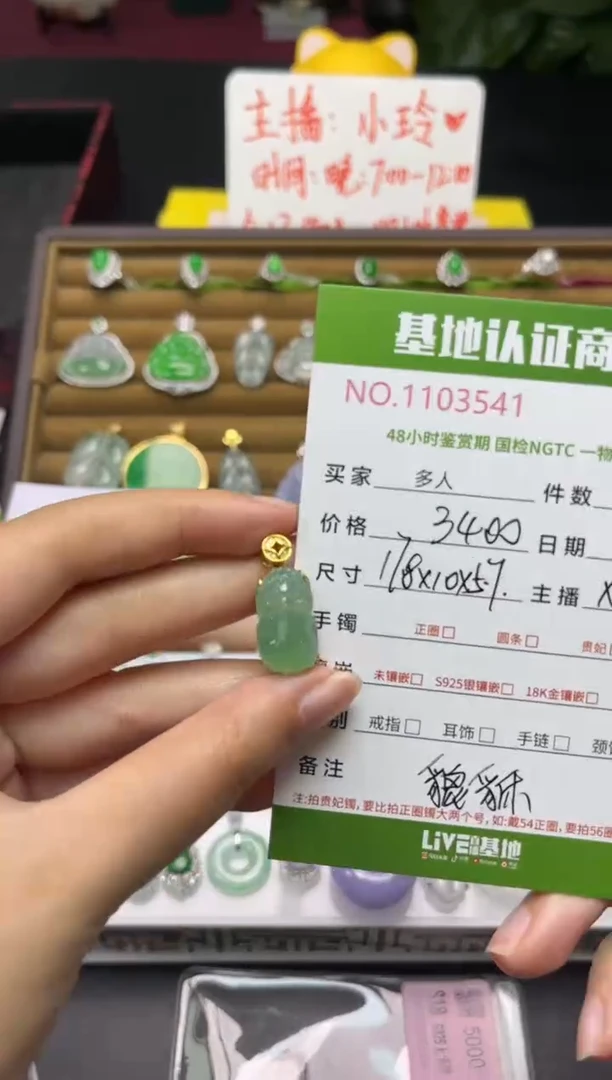 主播：小玲♥
时间：晚：7:00-12:00
基地认证商
NO.1103541
48小时鉴赏期 国检NGTC 一物
买家 多人 件数
价格 3400 日期
尺寸 17.8x10x5.7. 主播 X
手镯 正圈□ 圆条□ 贵妃
未镶嵌□ S925银镶嵌□ 18K金镶嵌□
别 戒指□ 耳饰□ 手链□ 颈饰
备注 貔貅
注:拍贵妃镯,要比拍正圈镯大两个号,如:戴54正圈,要拍56圈
LiVE 基地
5000